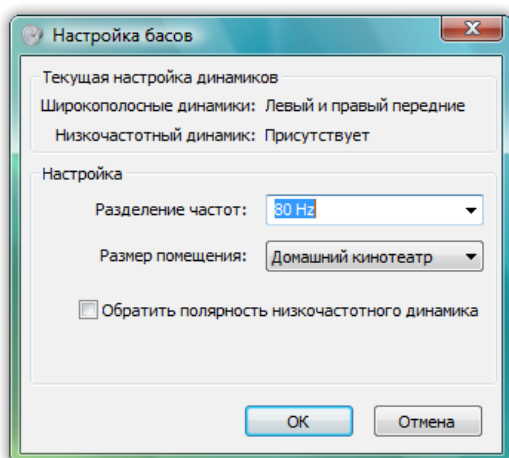 Настройка басов
Текущая настройка динамиков
Широкополосные динамики: Левый и правый передние
Низкочастотный динамик: Присутствует
Настройка
Разделение частот: 80 Hz
Размер помещения: Домашний кинотеатр
Обратить полярность низкочастотного динамика
ОК Отмена